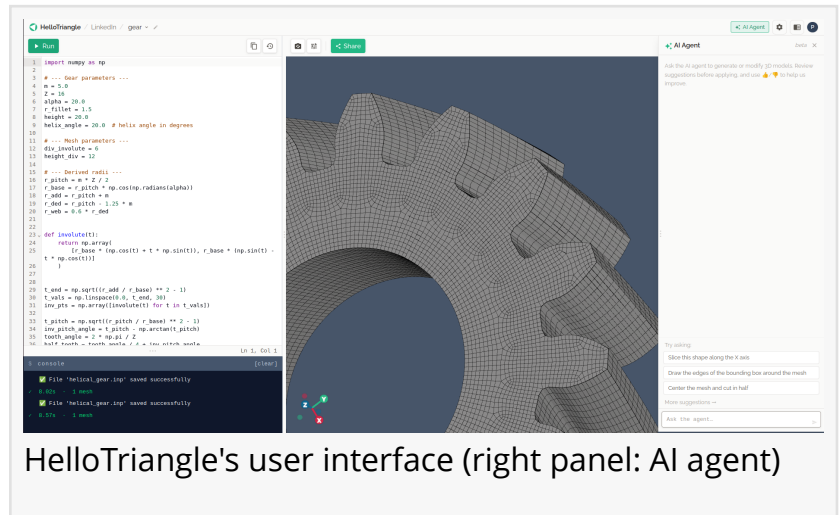 HelloTriangle / LinkedIn / gear
AI Agent
P
Run
Share
AI Agent
Beta
1 import numpy as np
2
3 # --- Gear parameters ---
4 m = 5.0
5 Z = 16
6 alpha = 20.0
7 r_fillet = 1.5
8 height = 20.0
9 helix_angle = 20.0 # helix angle in degrees
10
11 # --- Mesh parameters ---
12 div_involute = 6
13 height_div = 12
14
15 # --- Derived radii ---
16 r_pitch = m * Z / 2
17 r_base = r_pitch * np.cos(np.radians(alpha))
18 r_add = r_pitch + m
19 r_ded = r_pitch - 1.25 * m
20 r_web = 0.6 * r_ded
21
22
23 def involute(t):
24 return np.array(
25 [r_base * (np.cos(t) + t * np.sin(t)), r_base * (np.sin(t) -
t * np.cos(t))]
26 )
27
28
29 t_end = np.sqrt((r_add / r_base) ** 2 - 1)
30 t_vals = np.linspace(0.0, t_end, 30)
31 inv_pts = np.array([involute(t) for t in t_vals])
32
33 t_pitch = np.sqrt((r_pitch / r_base) ** 2 - 1)
34 inv_pitch_angle = t_pitch - np.arctan(t_pitch)
35 tooth_angle = 2 * np.pi / Z
36 half_tooth = tooth_angle / 4 + inv_pitch_angle
Ln 1, Col 1
console
[clear]
File 'helical_gear.inp' saved successfully
0.92s - 1 mesh
File 'helical_gear.inp' saved successfully
0.57s - 1 mesh
Z
Y
X
Ask the AI agent to generate or modify 3D models. Review
suggestions before applying, and use 👍/👎 to help us
improve.
Try asking:
Slice this shape along the X axis
Draw the edges of the bounding box around the mesh
Center the mesh and cut in half
More suggestions
Ask the agent…
HelloTriangle's user interface (right panel: AI agent)